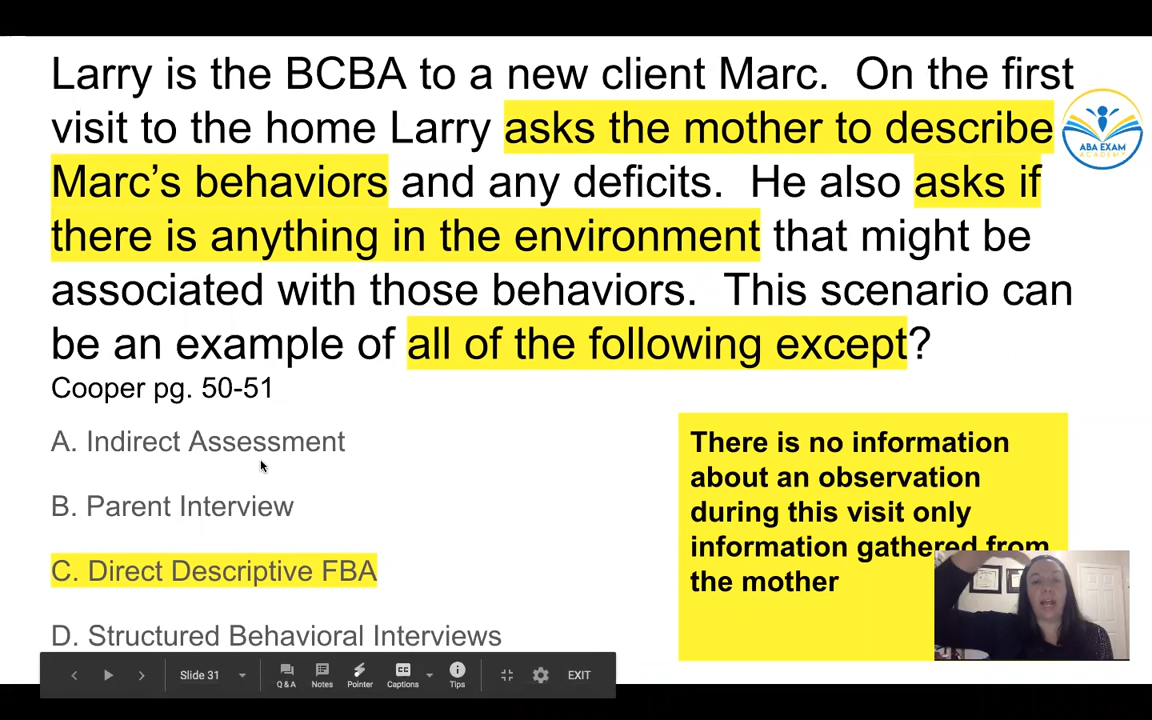 Larry is the BCBA to a new client Marc. On the first
visit to the home Larry asks the mother to describe
Marc’s behaviors and any deficits. He also asks if
there is anything in the environment that might be
associated with those behaviors. This scenario can
be an example of all of the following except?
ABA EXAM
ACADEMY
Cooper pg. 50-51
A. Indirect Assessment
B. Parent Interview
C. Direct Descriptive FBA
D. Structured Behavioral Interviews
There is no information
about an observation
during this visit only
information gathered from
the mother
Slide 31
Q & A
Notes
Pointer
Captions
Tips
EXIT